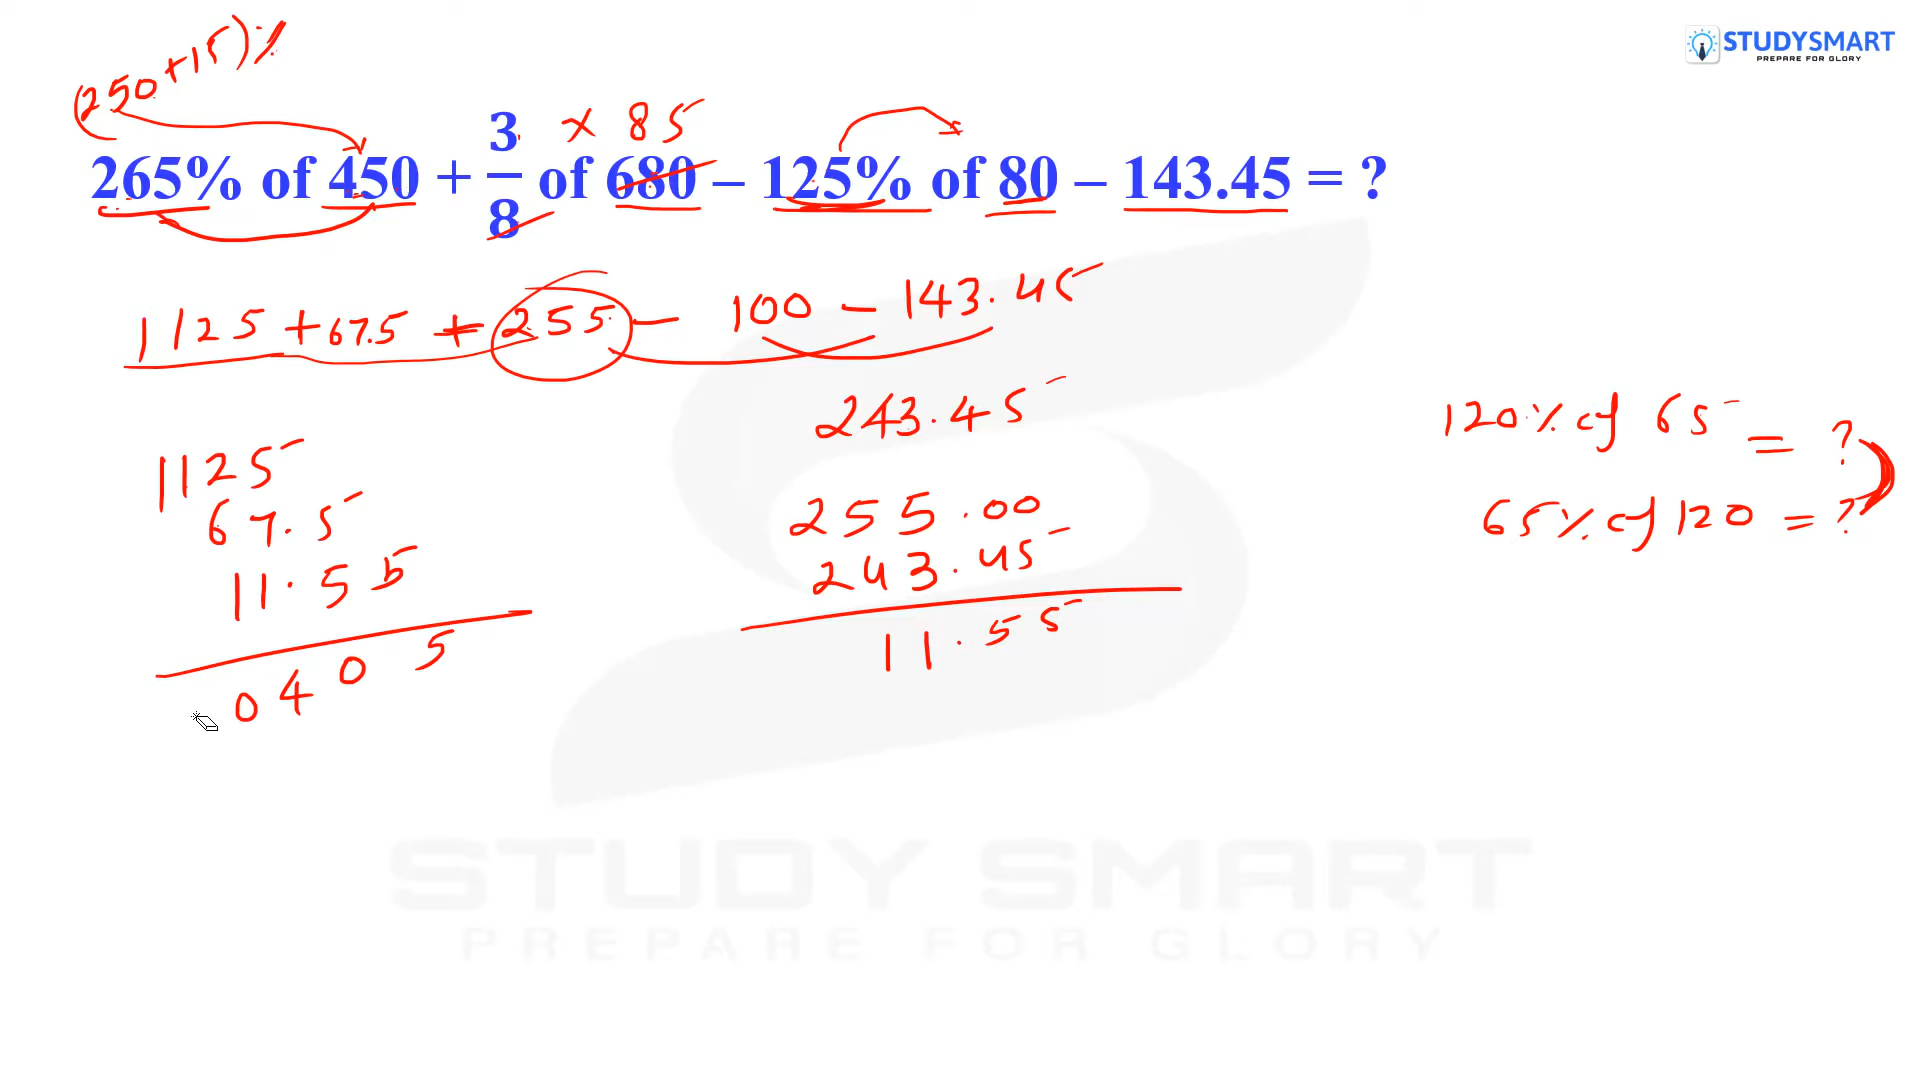 STUDYSMART
PREPARE FOR GLORY
(250+15)%
× 85
265% of 450 + 3/8 of 680 – 125% of 80 – 143.45 = ?
1125 + 67.5 + 255 – 100 – 143.45
243.45
1125
67.5
11.55
0405
255.00
243.45
11.55
120% of 65 = ?
65% of 120 = ?
STUDY SMART
PREPARE FOR GLORY